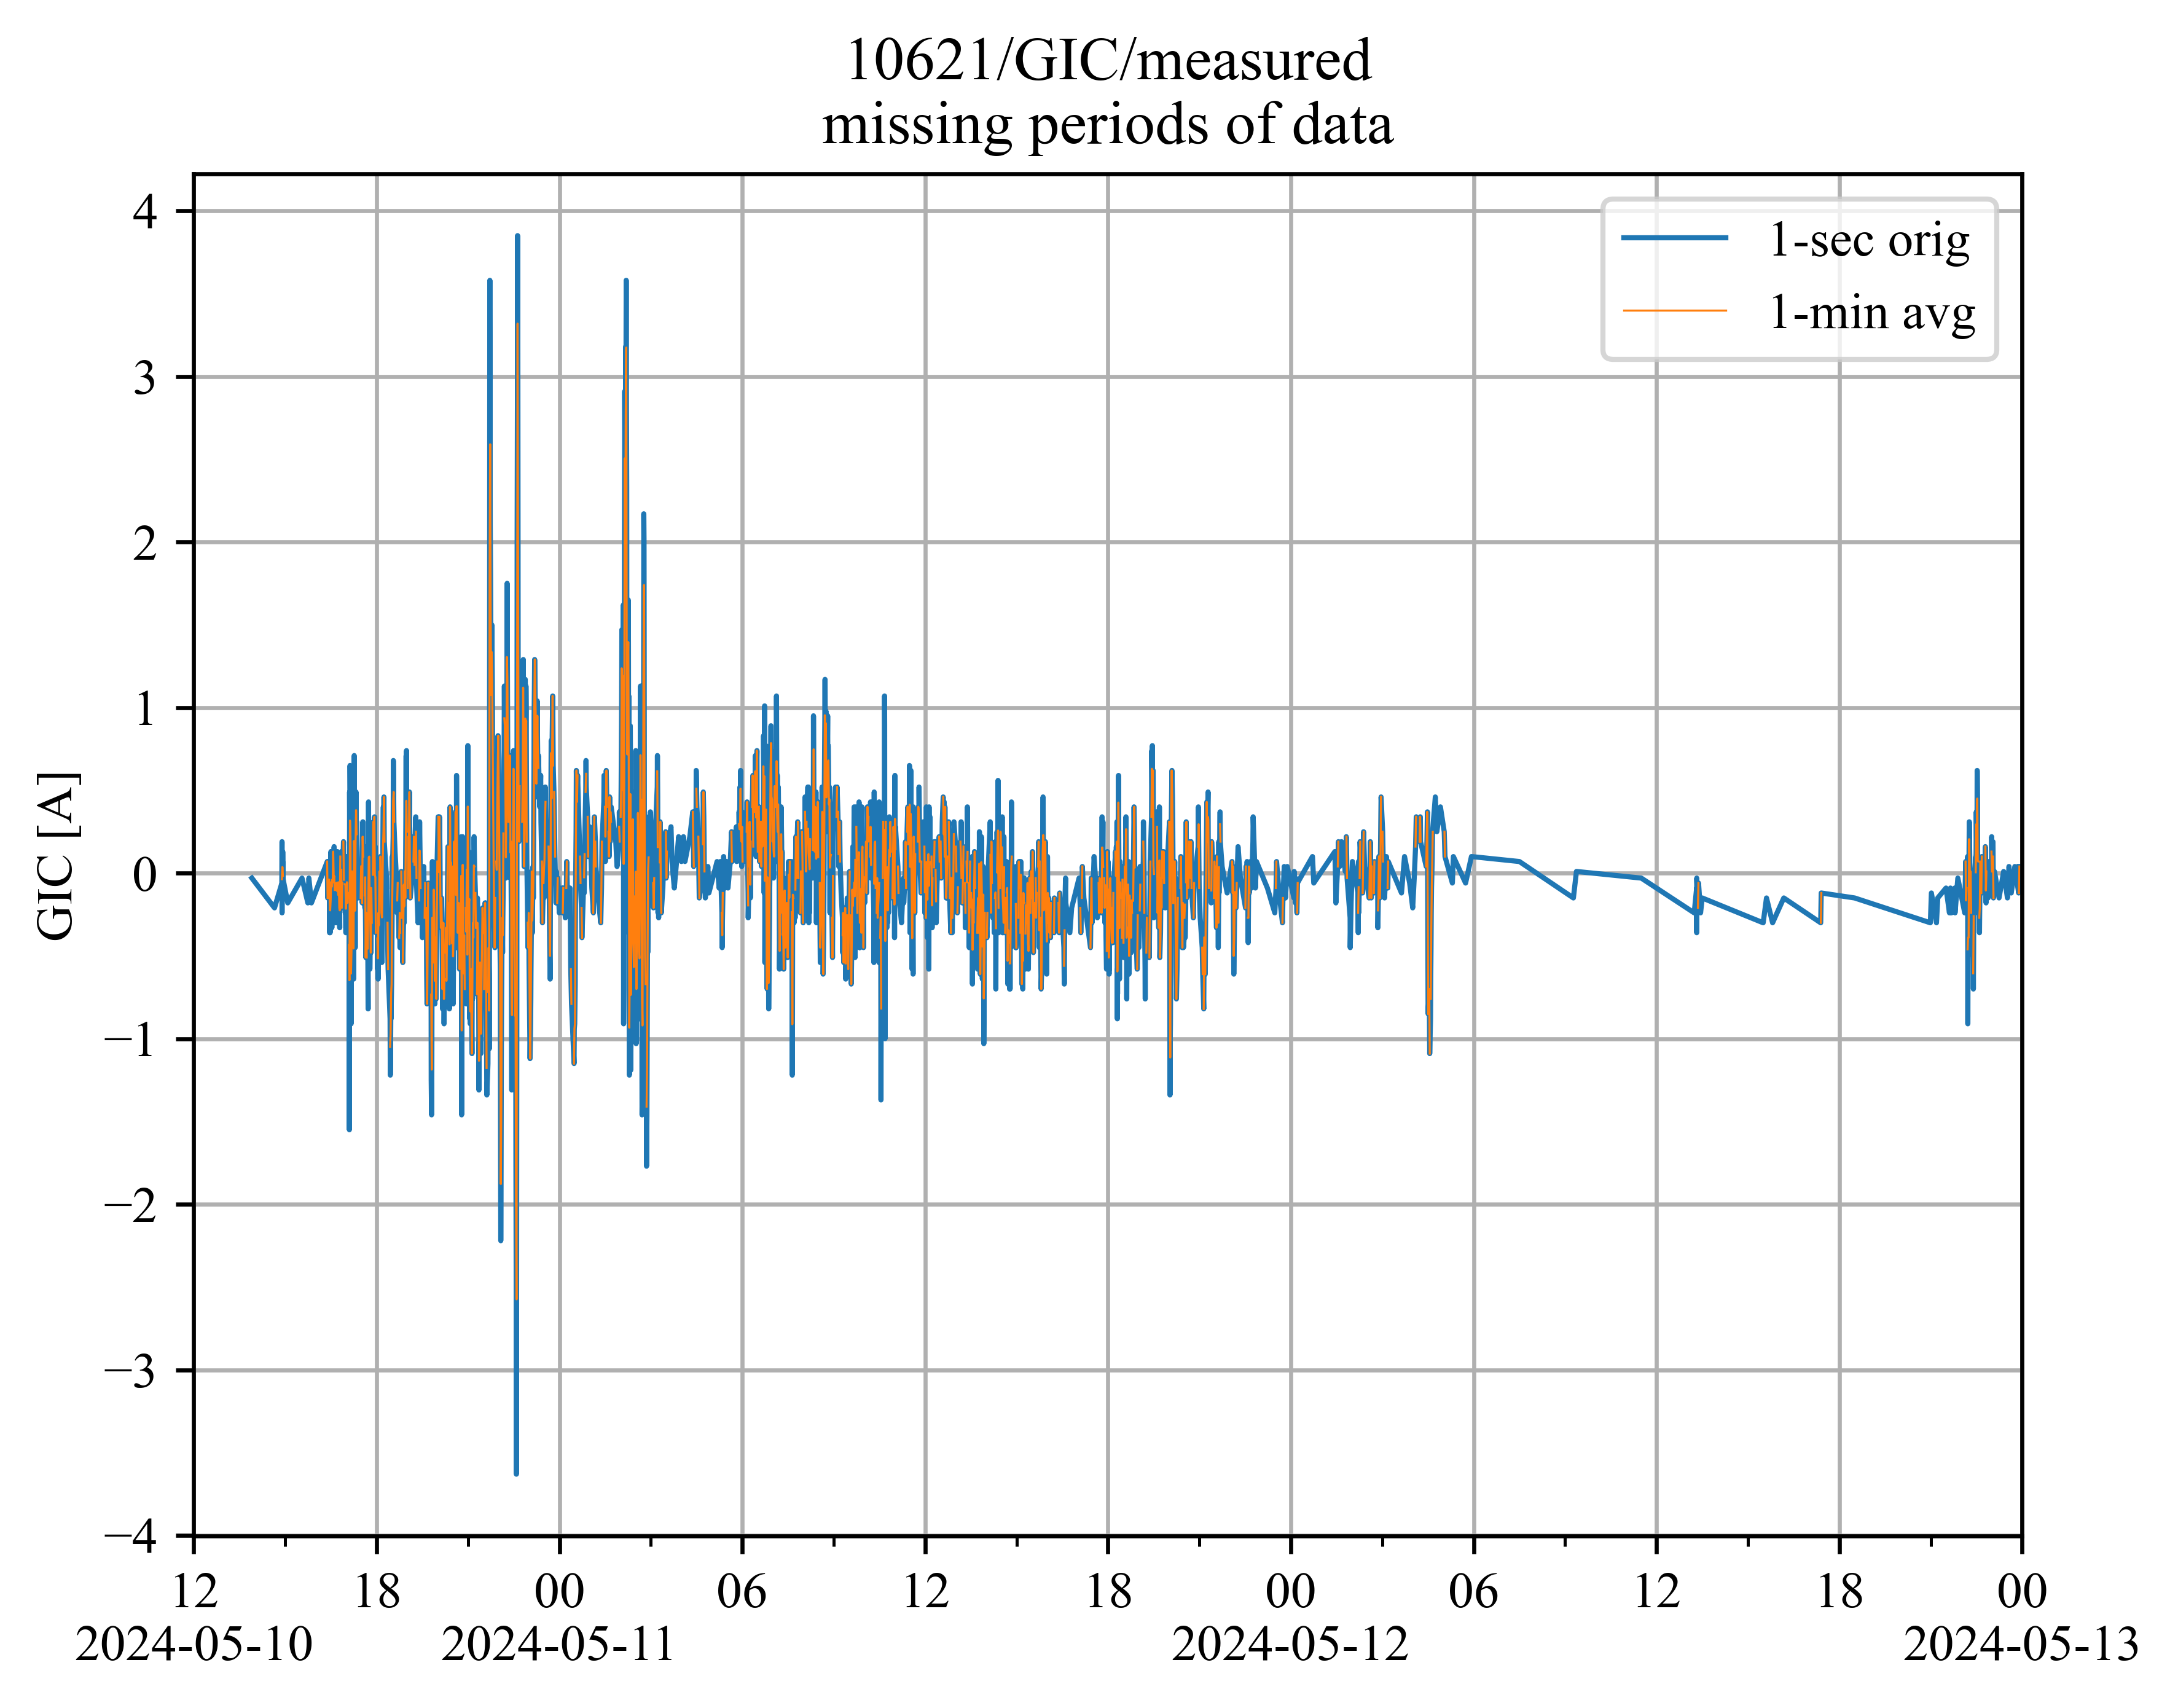 10621/GIC/measured
missing periods of data
1-sec orig
1-min avg
GIC [A]
4
3
2
1
0
−1
−2
−3
−4
12 18 00 06 12 18 00 06 12 18 00
2024-05-10 2024-05-11 2024-05-12 2024-05-13